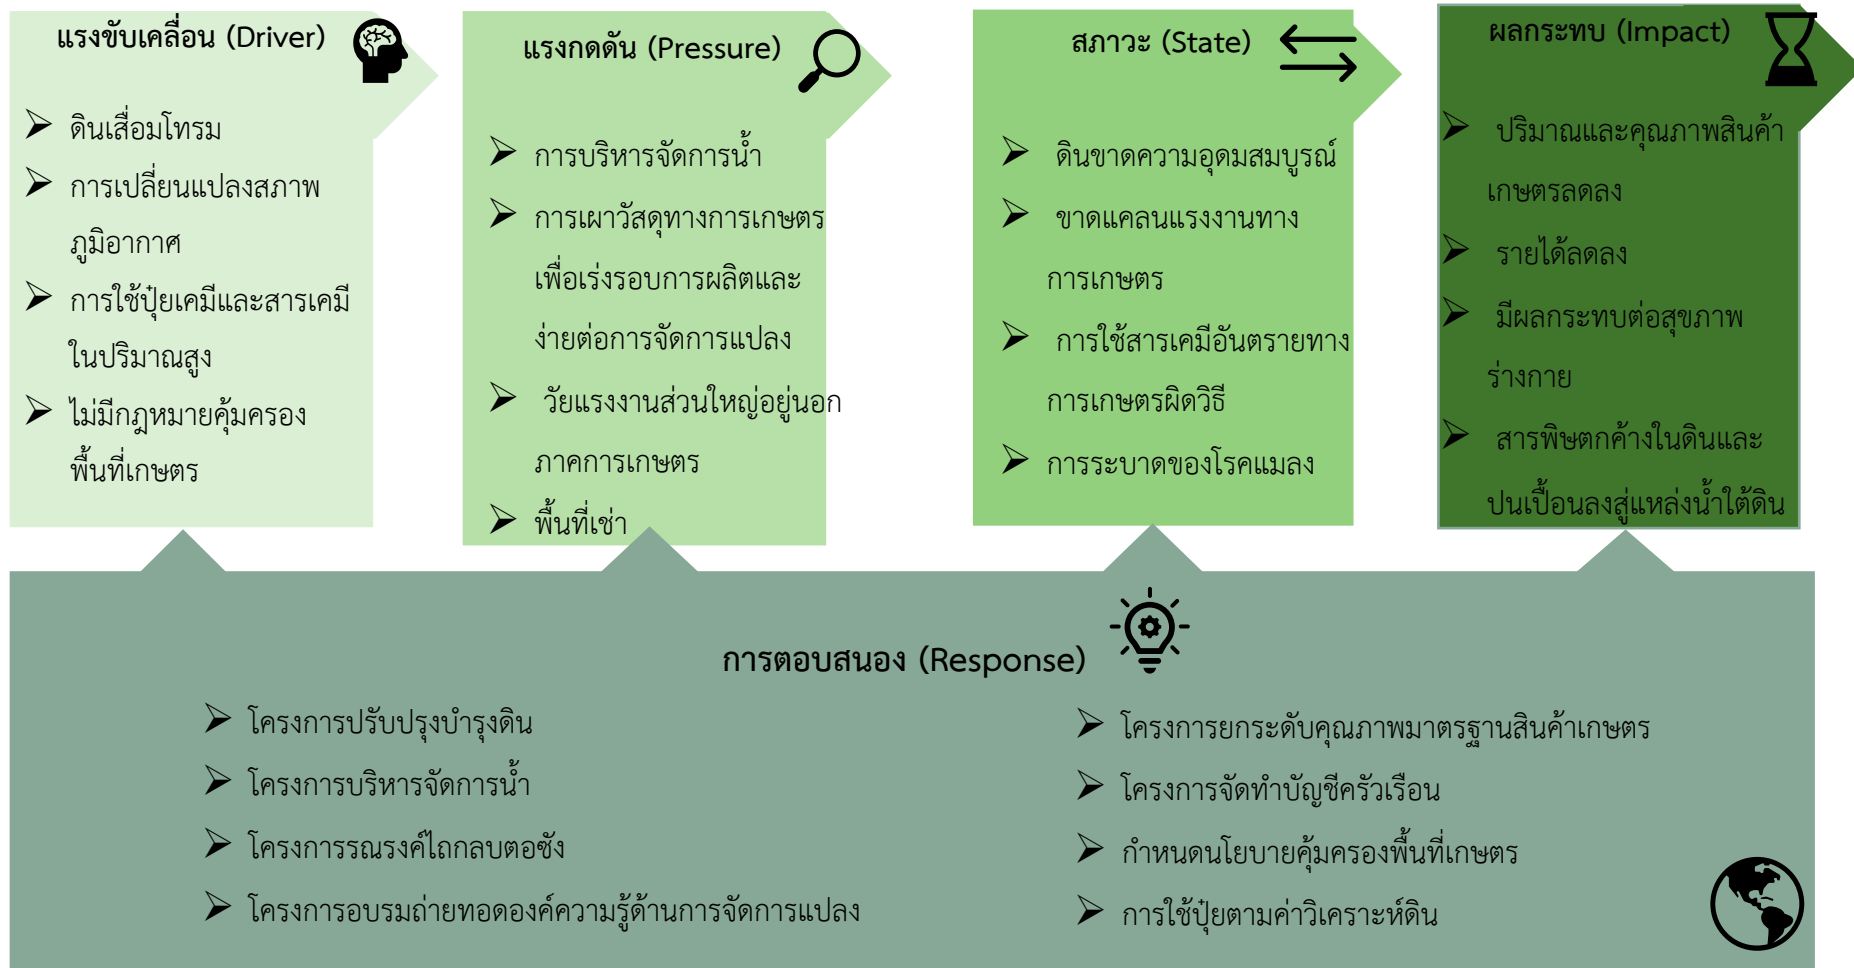 แรงขับเคลื่อน (Driver)
ดินเสื่อมโทรม
การเปลี่ยนแปลงสภาพ
ภูมิอากาศ
การใช้ปุ๋ยเคมีและสารเคมี
ในปริมาณสูง
ไม่มีกฎหมายคุ้มครอง
พื้นที่เกษตร
แรงกดดัน (Pressure)
การบริหารจัดการน้ำ
การเผาวัสดุทางการเกษตร
เพื่อเร่งรอบการผลิตและ
ง่ายต่อการจัดการแปลง
วัยแรงงานส่วนใหญ่อยู่นอก
ภาคการเกษตร
พื้นที่เช่า
สภาวะ (State)
ดินขาดความอุดมสมบูรณ์
ขาดแคลนแรงงานทาง
การเกษตร
การใช้สารเคมีอันตรายทาง
การเกษตรผิดวิธี
การระบาดของโรคแมลง
ผลกระทบ (Impact)
ปริมาณและคุณภาพสินค้า
เกษตรลดลง
รายได้ลดลง
มีผลกระทบต่อสุขภาพ
ร่างกาย
สารพิษตกค้างในดินและ
ปนเปื้อนลงสู่แหล่งน้ำใต้ดิน
การตอบสนอง (Response)
โครงการปรับปรุงบำรุงดิน
โครงการบริหารจัดการน้ำ
โครงการรณรงค์ไถกลบตอซัง
โครงการอบรมถ่ายทอดองค์ความรู้ด้านการจัดการแปลง
โครงการยกระดับคุณภาพมาตรฐานสินค้าเกษตร
โครงการจัดทำบัญชีครัวเรือน
กำหนดนโยบายคุ้มครองพื้นที่เกษตร
การใช้ปุ๋ยตามค่าวิเคราะห์ดิน